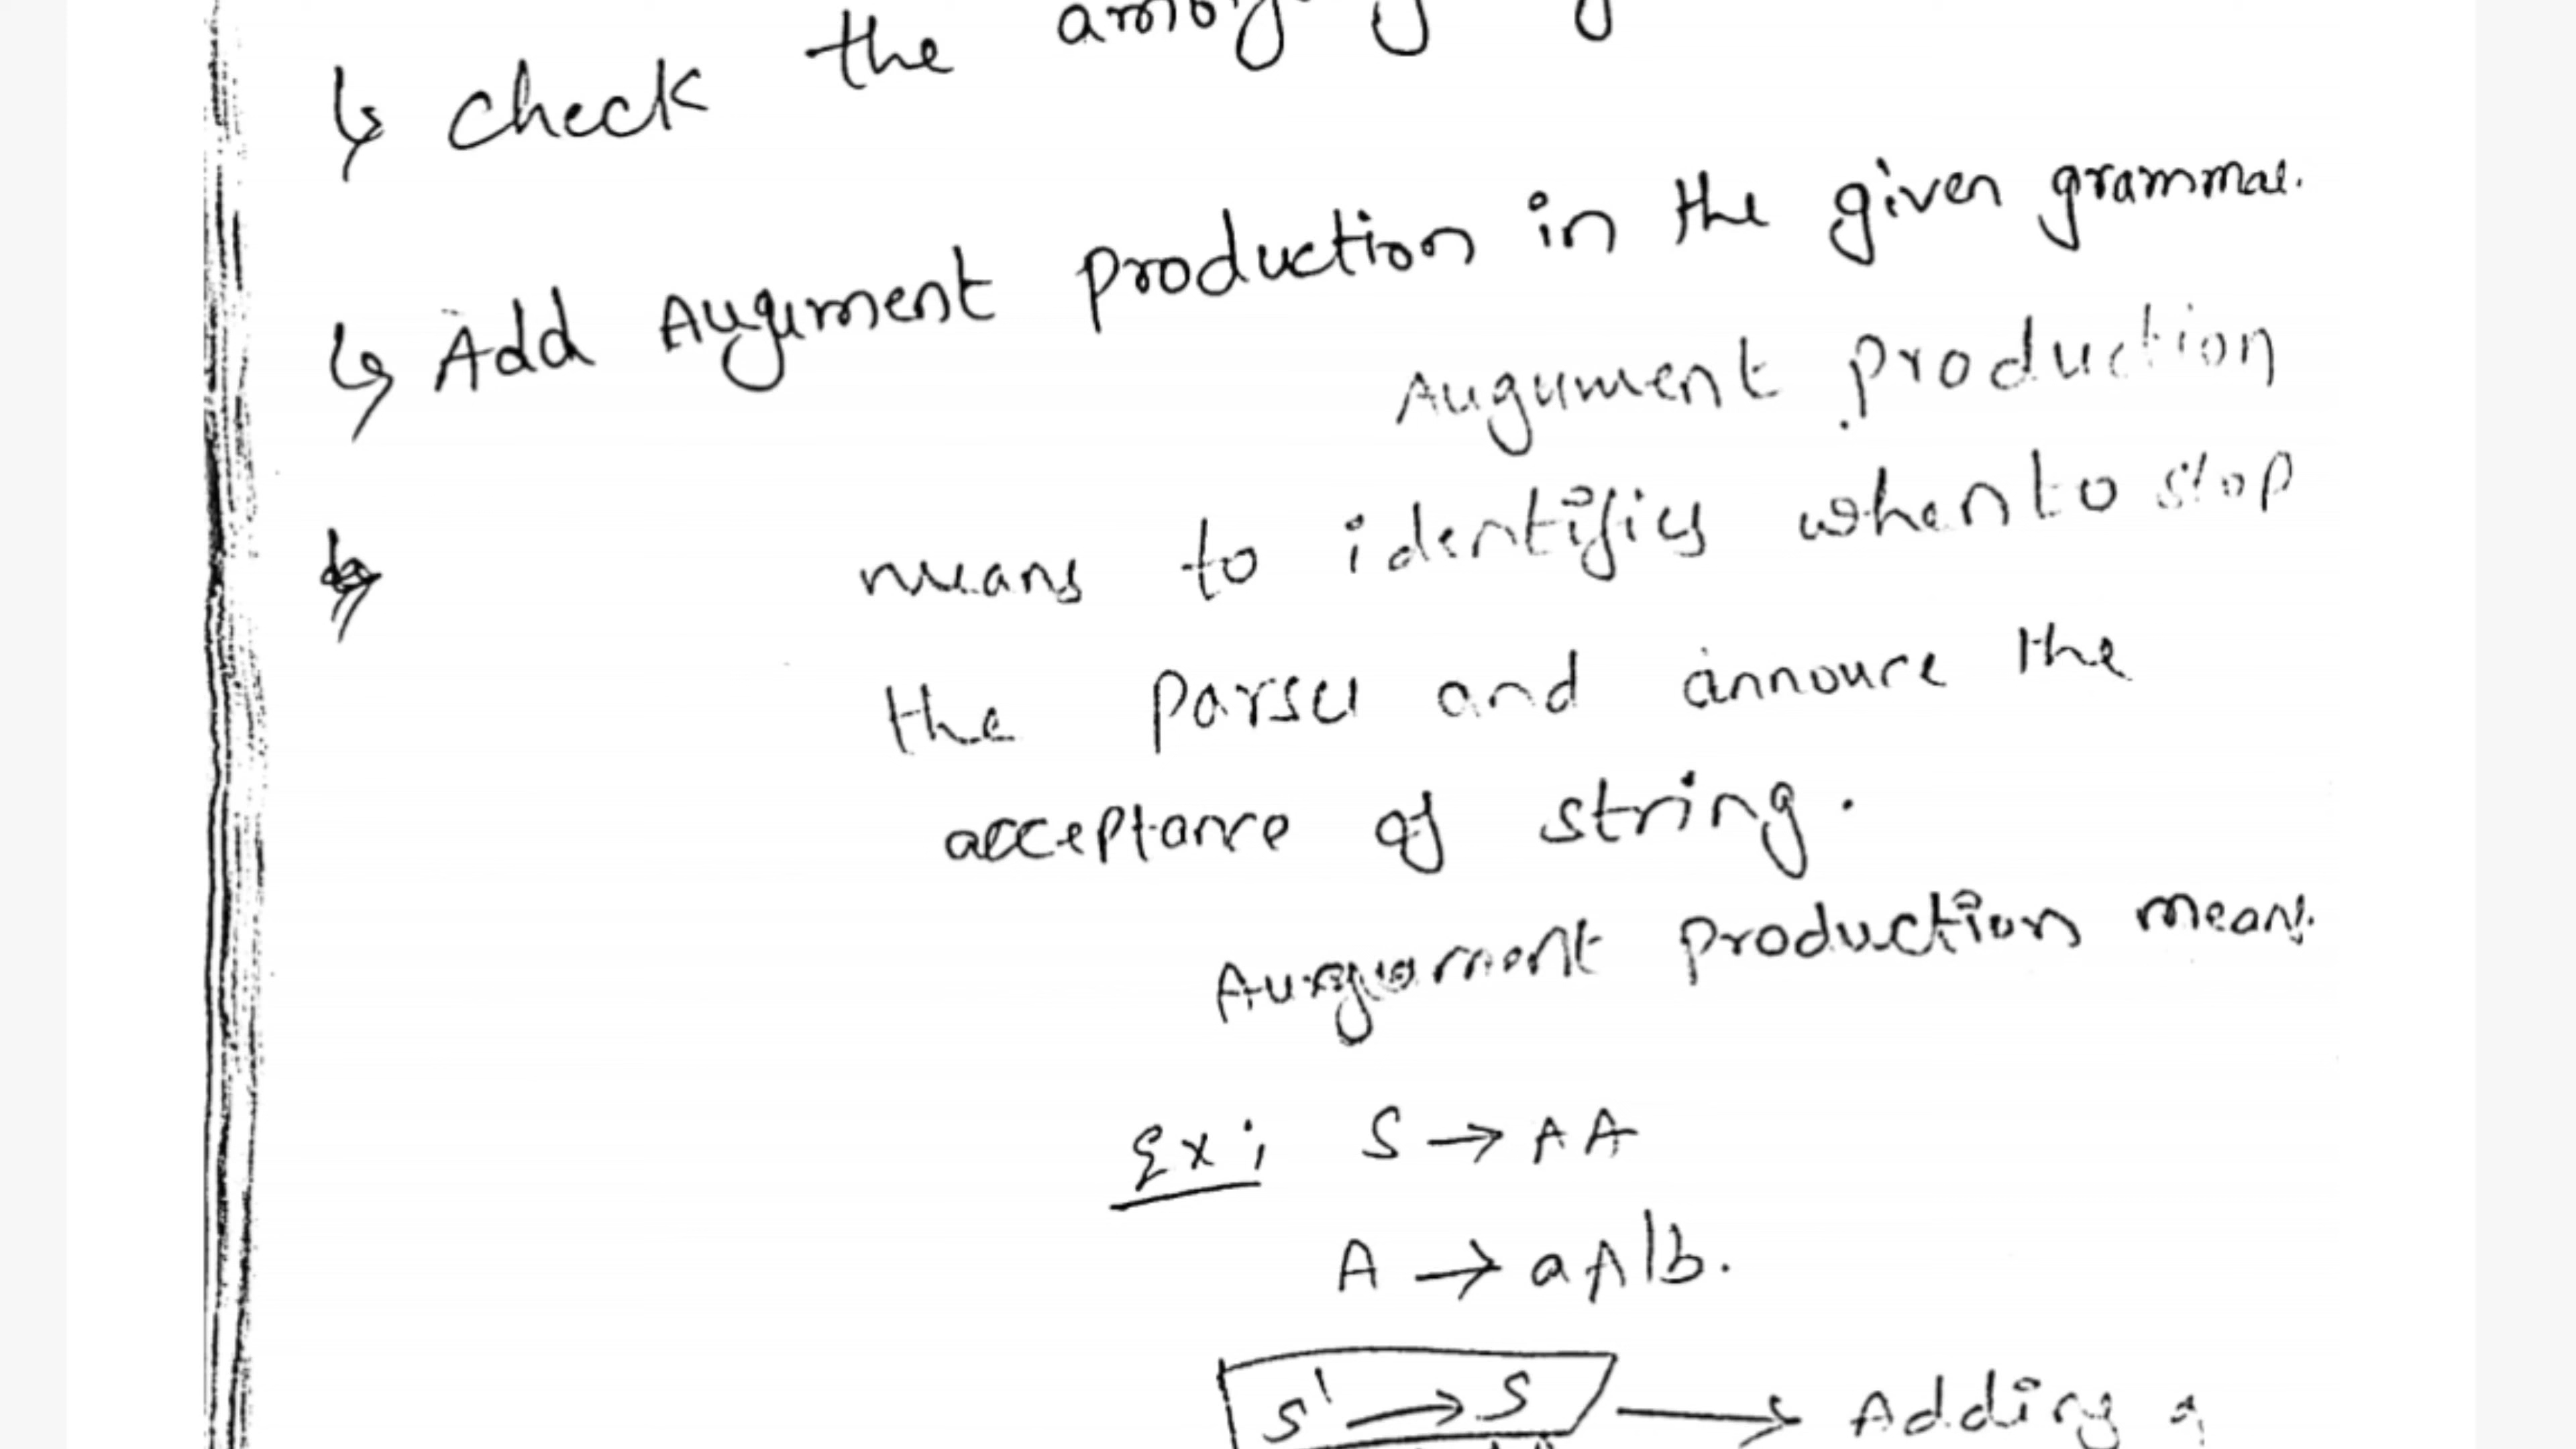 ↳ check the
↳ Add Augument production in the given grammar.
Augument production
means to identifies when to stop
the parser and announce the
acceptance of string.
Augument production means
Ex: S → AA
A → aA|b.
S' → S → Adding